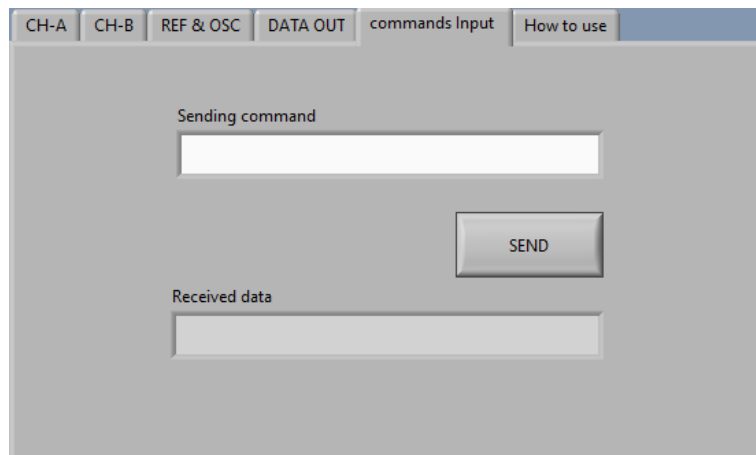 CH-A CH-B REF & OSC DATA OUT commands Input How to use
Sending command
SEND
Received data